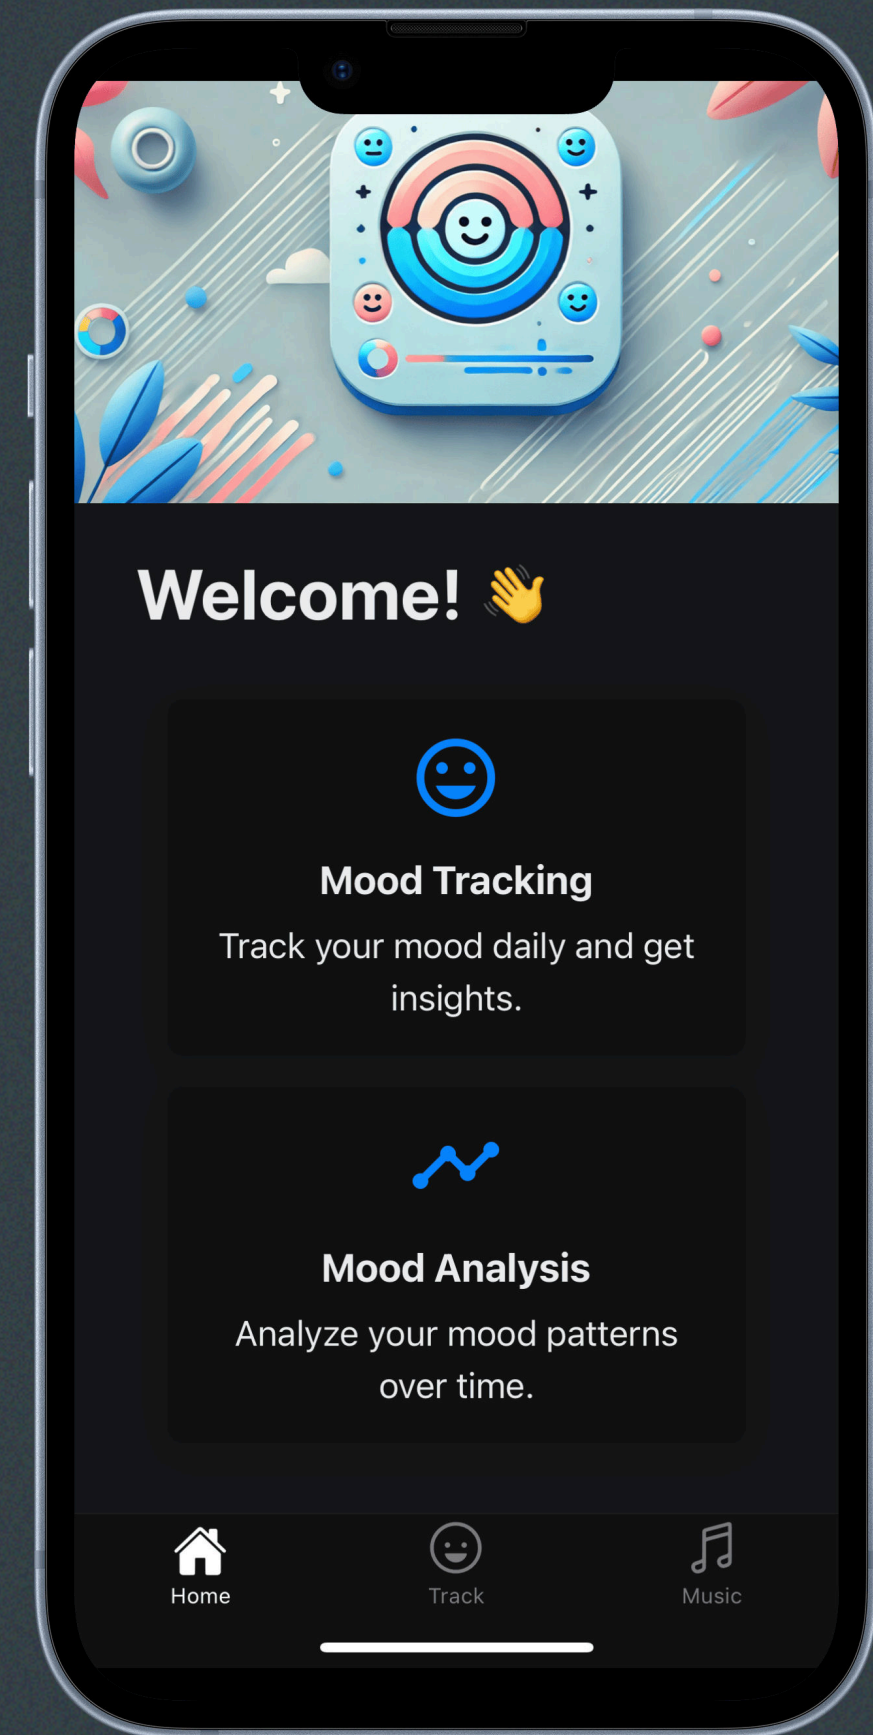 Welcome! 👋
Mood Tracking
Track your mood daily and get
insights.
Mood Analysis
Analyze your mood patterns
over time.
Home
Track
Music